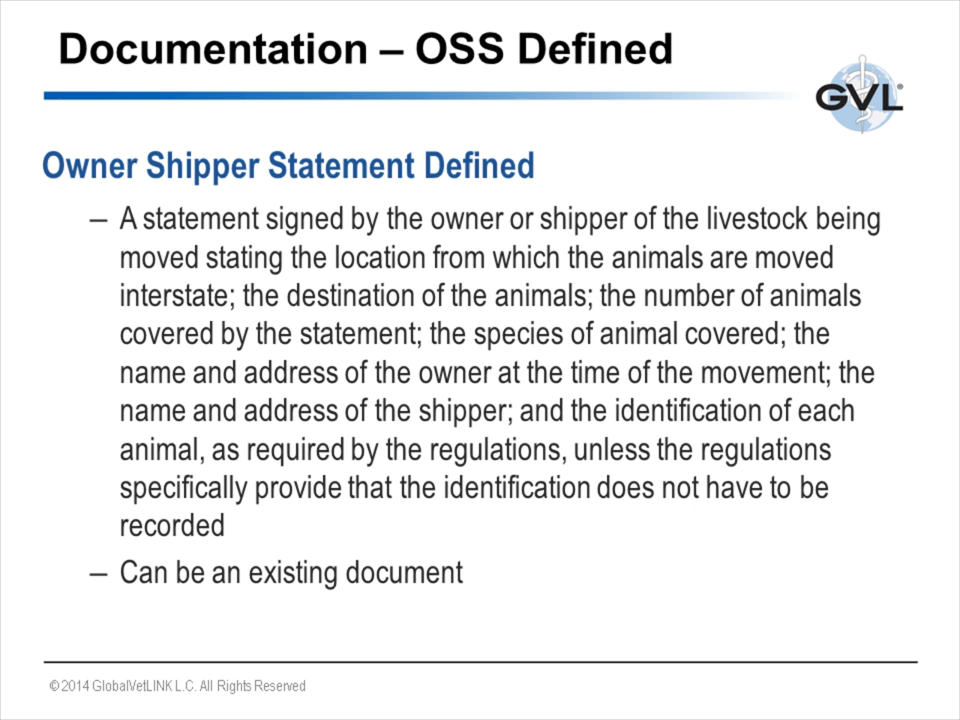 Documentation – OSS Defined
GVL®
Owner Shipper Statement Defined
– A statement signed by the owner or shipper of the livestock being
moved stating the location from which the animals are moved
interstate; the destination of the animals; the number of animals
covered by the statement; the species of animal covered; the
name and address of the owner at the time of the movement; the
name and address of the shipper; and the identification of each
animal, as required by the regulations, unless the regulations
specifically provide that the identification does not have to be
recorded
– Can be an existing document
© 2014 GlobalVetLINK L.C. All Rights Reserved